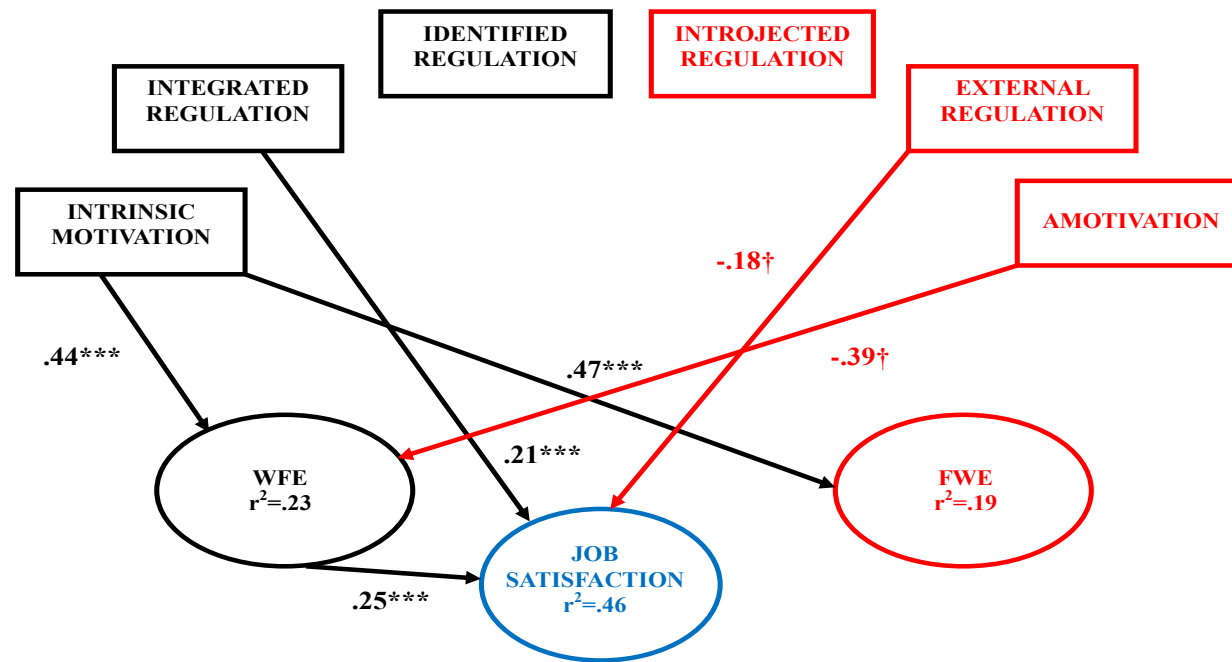 IDENTIFIED
REGULATION
INTROJECTED
REGULATION
INTEGRATED
REGULATION
EXTERNAL
REGULATION
INTRINSIC
MOTIVATION
AMOTIVATION
-.18†
.44***
.47***
-.39†
.21***
WFE
r²=.23
FWE
r²=.19
JOB
SATISFACTION
r²=.46
.25***